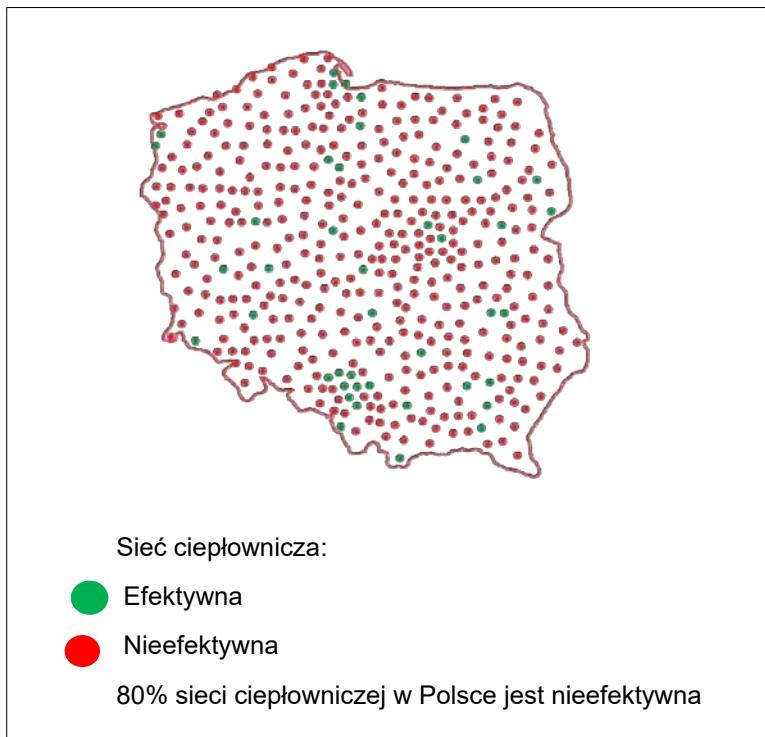 Sieć ciepłownicza:
Efektywna
Nieefektywna
80% sieci ciepłowniczej w Polsce jest nieefektywna